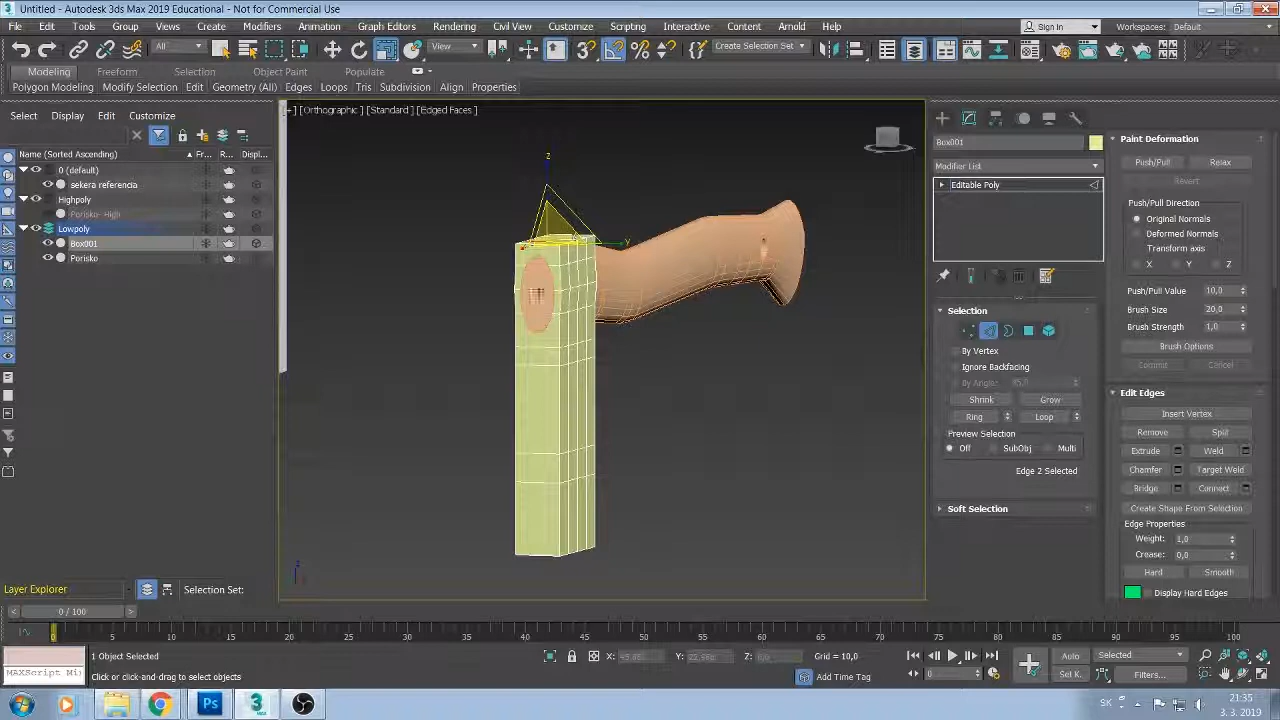 Untitled - Autodesk 3ds Max 2019 Educational - Not for Commercial Use
File Edit Tools Group Views Create Modifiers Animation Graph Editors Rendering Civil View Customize Scripting Interactive Content Arnold Help Sign In Workspaces: Default
All View Create Selection Set
Modeling Freeform Selection Object Paint Populate
Polygon Modeling Modify Selection Edit Geometry (All) Edges Loops Tris Subdivision Align Properties
Select Display Edit Customize
Name (Sorted Ascending) ▲ Fr... R... Displ...
0 (default)
sekera referencia
Highpoly
Porisko- High
Lowpoly
Box001
Porisko
Layer Explorer Selection Set:
[+] [Orthographic ] [Standard ] [Edged Faces ]
z
Y
z
Box001
Modifier List
Editable Poly
Selection
By Vertex
Ignore Backfacing
By Angle: 45,0
Shrink Grow
Ring Loop
Preview Selection
Off SubObj Multi
Edge 2 Selected
Soft Selection
Paint Deformation
Push/Pull Relax
Revert
Push/Pull Direction
Original Normals
Deformed Normals
Transform axis
X Y Z
Push/Pull Value 10,0
Brush Size 20,0
Brush Strength 1,0
Brush Options
Commit Cancel
Edit Edges
Insert Vertex
Remove Split
Extrude Weld
Chamfer Target Weld
Bridge Connect
Create Shape From Selection
Edge Properties
Weight: 1,0
Crease: 0,0
Hard Smooth
Display Hard Edges
0 / 100
0 5 10 15 20 25 30 35 40 45 50 55 60 65 70 75 80 85 90 95 100
1 Object Selected X: Y: Z: Grid = 10,0 Auto Selected
MAXScript Mi Click or click-and-drag to select objects Add Time Tag 0 Set K. Filters...
SK 21:35
3. 3. 2019